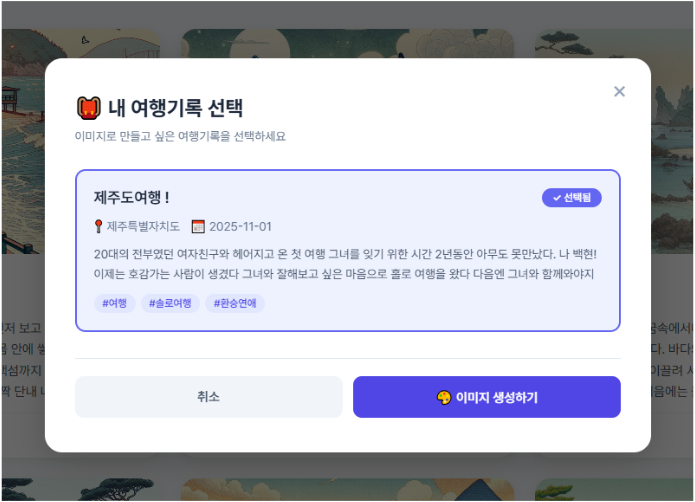 내 여행기록 선택
이미지로 만들고 싶은 여행기록을 선택하세요
제주도여행 !
선택됨
제주특별자치도 2025-11-01
20대의 전부였던 여자친구와 헤어지고 온 첫 여행 그녀를 잊기 위한 시간 2년동안 아무도 못만났다. 나 백현!
이제는 호감가는 사람이 생겼다 그녀와 잘해보고 싶은 마음으로 홀로 여행을 왔다 다음엔 그녀와 함께와야지
#여행 #솔로여행 #환승연애
취소
이미지 생성하기